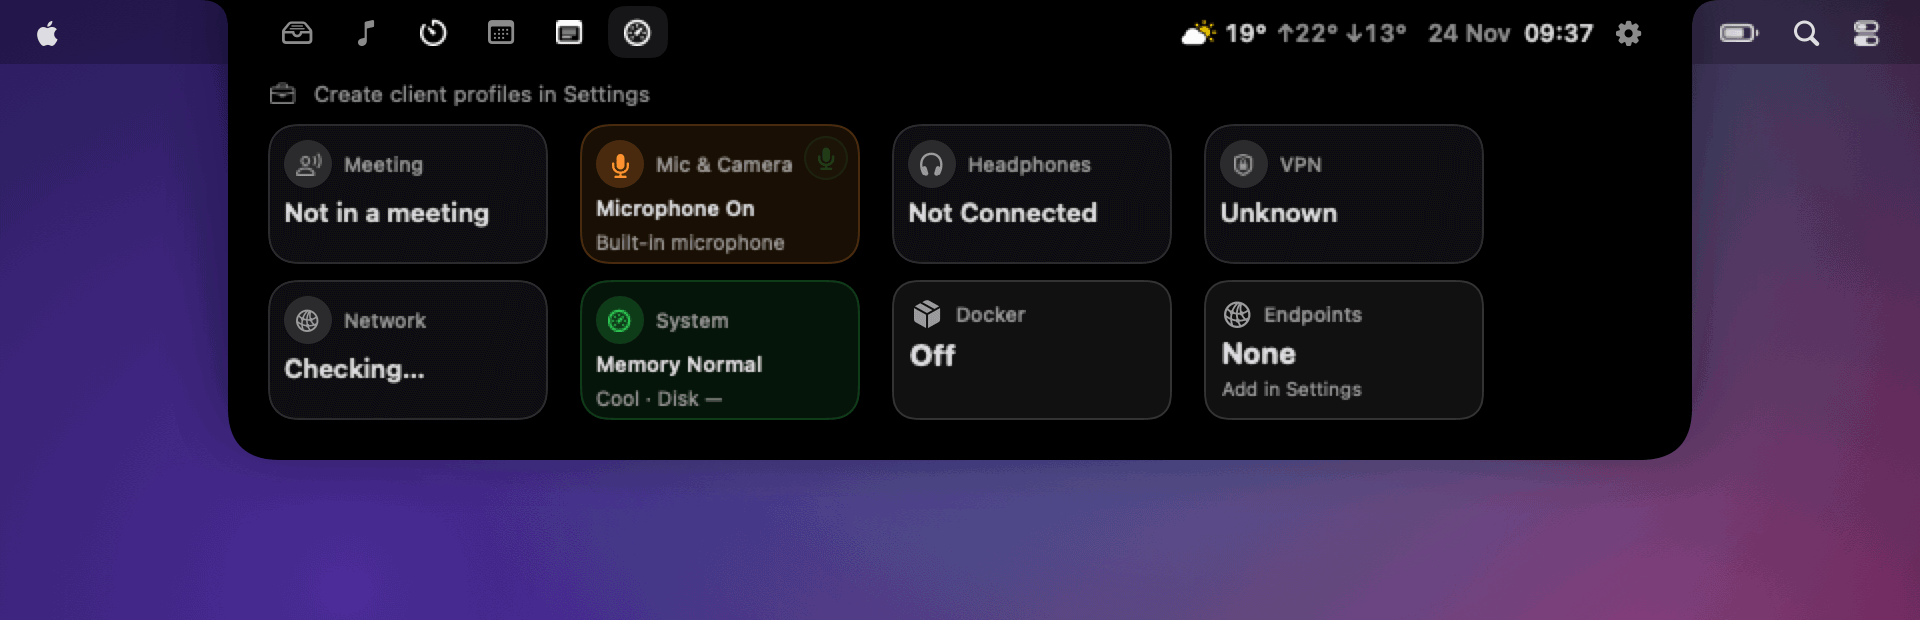 19° ↑22° ↓13° 24 Nov 09:37
Create client profiles in Settings
Meeting
Not in a meeting
Mic & Camera
Microphone On
Built-in microphone
Headphones
Not Connected
VPN
Unknown
Network
Checking...
System
Memory Normal
Cool · Disk —
Docker
Off
Endpoints
None
Add in Settings